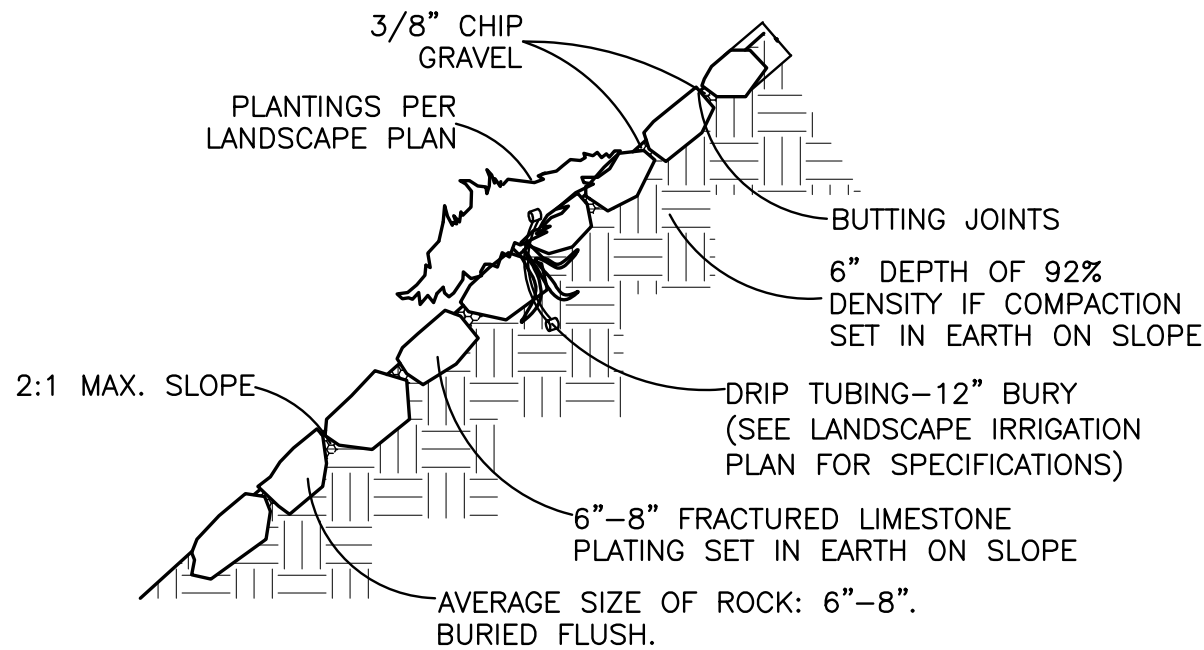 3/8” CHIP
GRAVEL
PLANTINGS PER
LANDSCAPE PLAN
BUTTING JOINTS
6” DEPTH OF 92%
DENSITY IF COMPACTION
SET IN EARTH ON SLOPE
2:1 MAX. SLOPE
DRIP TUBING–12” BURY
(SEE LANDSCAPE IRRIGATION
PLAN FOR SPECIFICATIONS)
6”–8” FRACTURED LIMESTONE
PLATING SET IN EARTH ON SLOPE
AVERAGE SIZE OF ROCK: 6”–8”.
BURIED FLUSH.